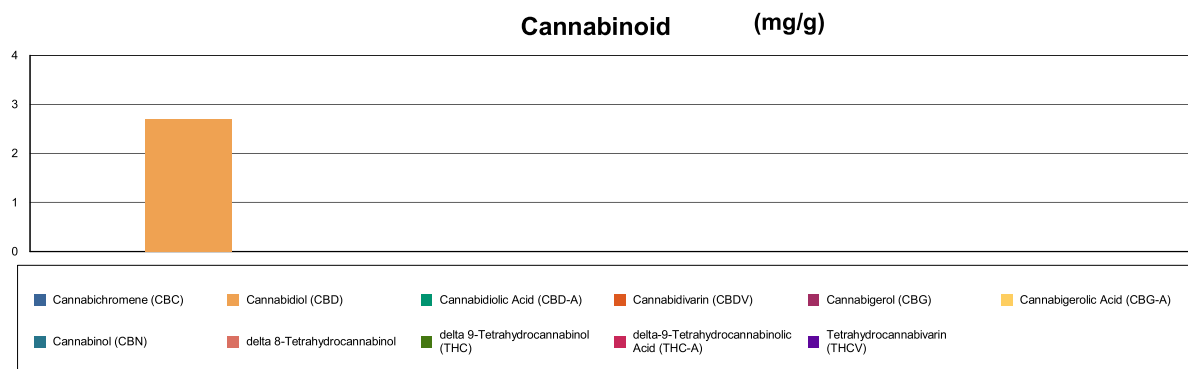 Cannabinoid (mg/g)
4
3
2
1
0
Cannabichromene (CBC)
Cannabidiol (CBD)
Cannabidiolic Acid (CBD-A)
Cannabidivarin (CBDV)
Cannabigerol (CBG)
Cannabigerolic Acid (CBG-A)
Cannabinol (CBN)
delta 8-Tetrahydrocannabinol
delta 9-Tetrahydrocannabinol
(THC)
delta-9-Tetrahydrocannabinolic
Acid (THC-A)
Tetrahydrocannabivarin
(THCV)